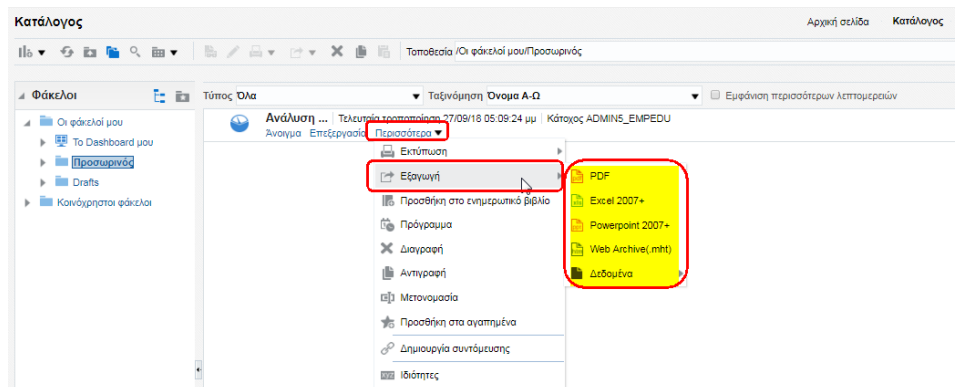 Κατάλογος
Αρχική σελίδα Κατάλογος
Τοποθεσία /Οι φάκελοί μου/Προσωρινός
Φάκελοι
Τύπος Όλα
Ταξινόμηση Όνομα Α-Ω
Εμφάνιση περισσότερων λεπτομερειών
Οι φάκελοί μου
Το Dashboard μου
Προσωρινός
Drafts
Κοινόχρηστοι φάκελοι
Ανάλυση ... Τελευταία τροποποίηση 27/09/18 05:09:24 μμ Κάτοχος ADMIN5_EMPEDU
Άνοιγμα Επεξεργασία Περισσότερα
Εκτύπωση
Εξαγωγή
Προσθήκη στο ενημερωτικό βιβλίο
Πρόγραμμα
Διαγραφή
Αντιγραφή
Μετονομασία
Προσθήκη στα αγαπημένα
Δημιουργία συντόμευσης
Ιδιότητες
PDF
Excel 2007+
Powerpoint 2007+
Web Archive(.mht)
Δεδομένα